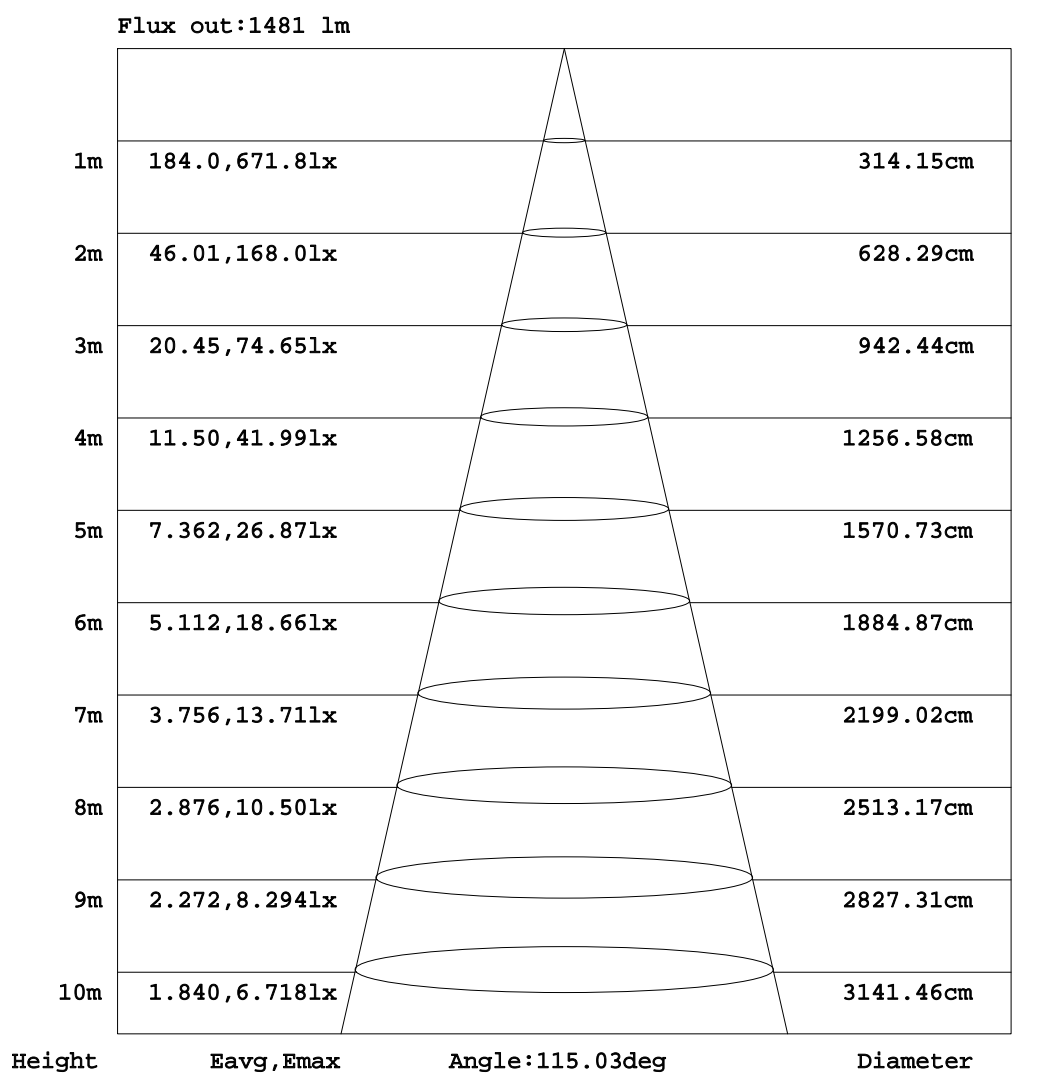 Flux out:1481 lm
1m 184.0,671.8lx 314.15cm
2m 46.01,168.0lx 628.29cm
3m 20.45,74.65lx 942.44cm
4m 11.50,41.99lx 1256.58cm
5m 7.362,26.87lx 1570.73cm
6m 5.112,18.66lx 1884.87cm
7m 3.756,13.71lx 2199.02cm
8m 2.876,10.50lx 2513.17cm
9m 2.272,8.294lx 2827.31cm
10m 1.840,6.718lx 3141.46cm
Height Eavg,Emax Angle:115.03deg Diameter